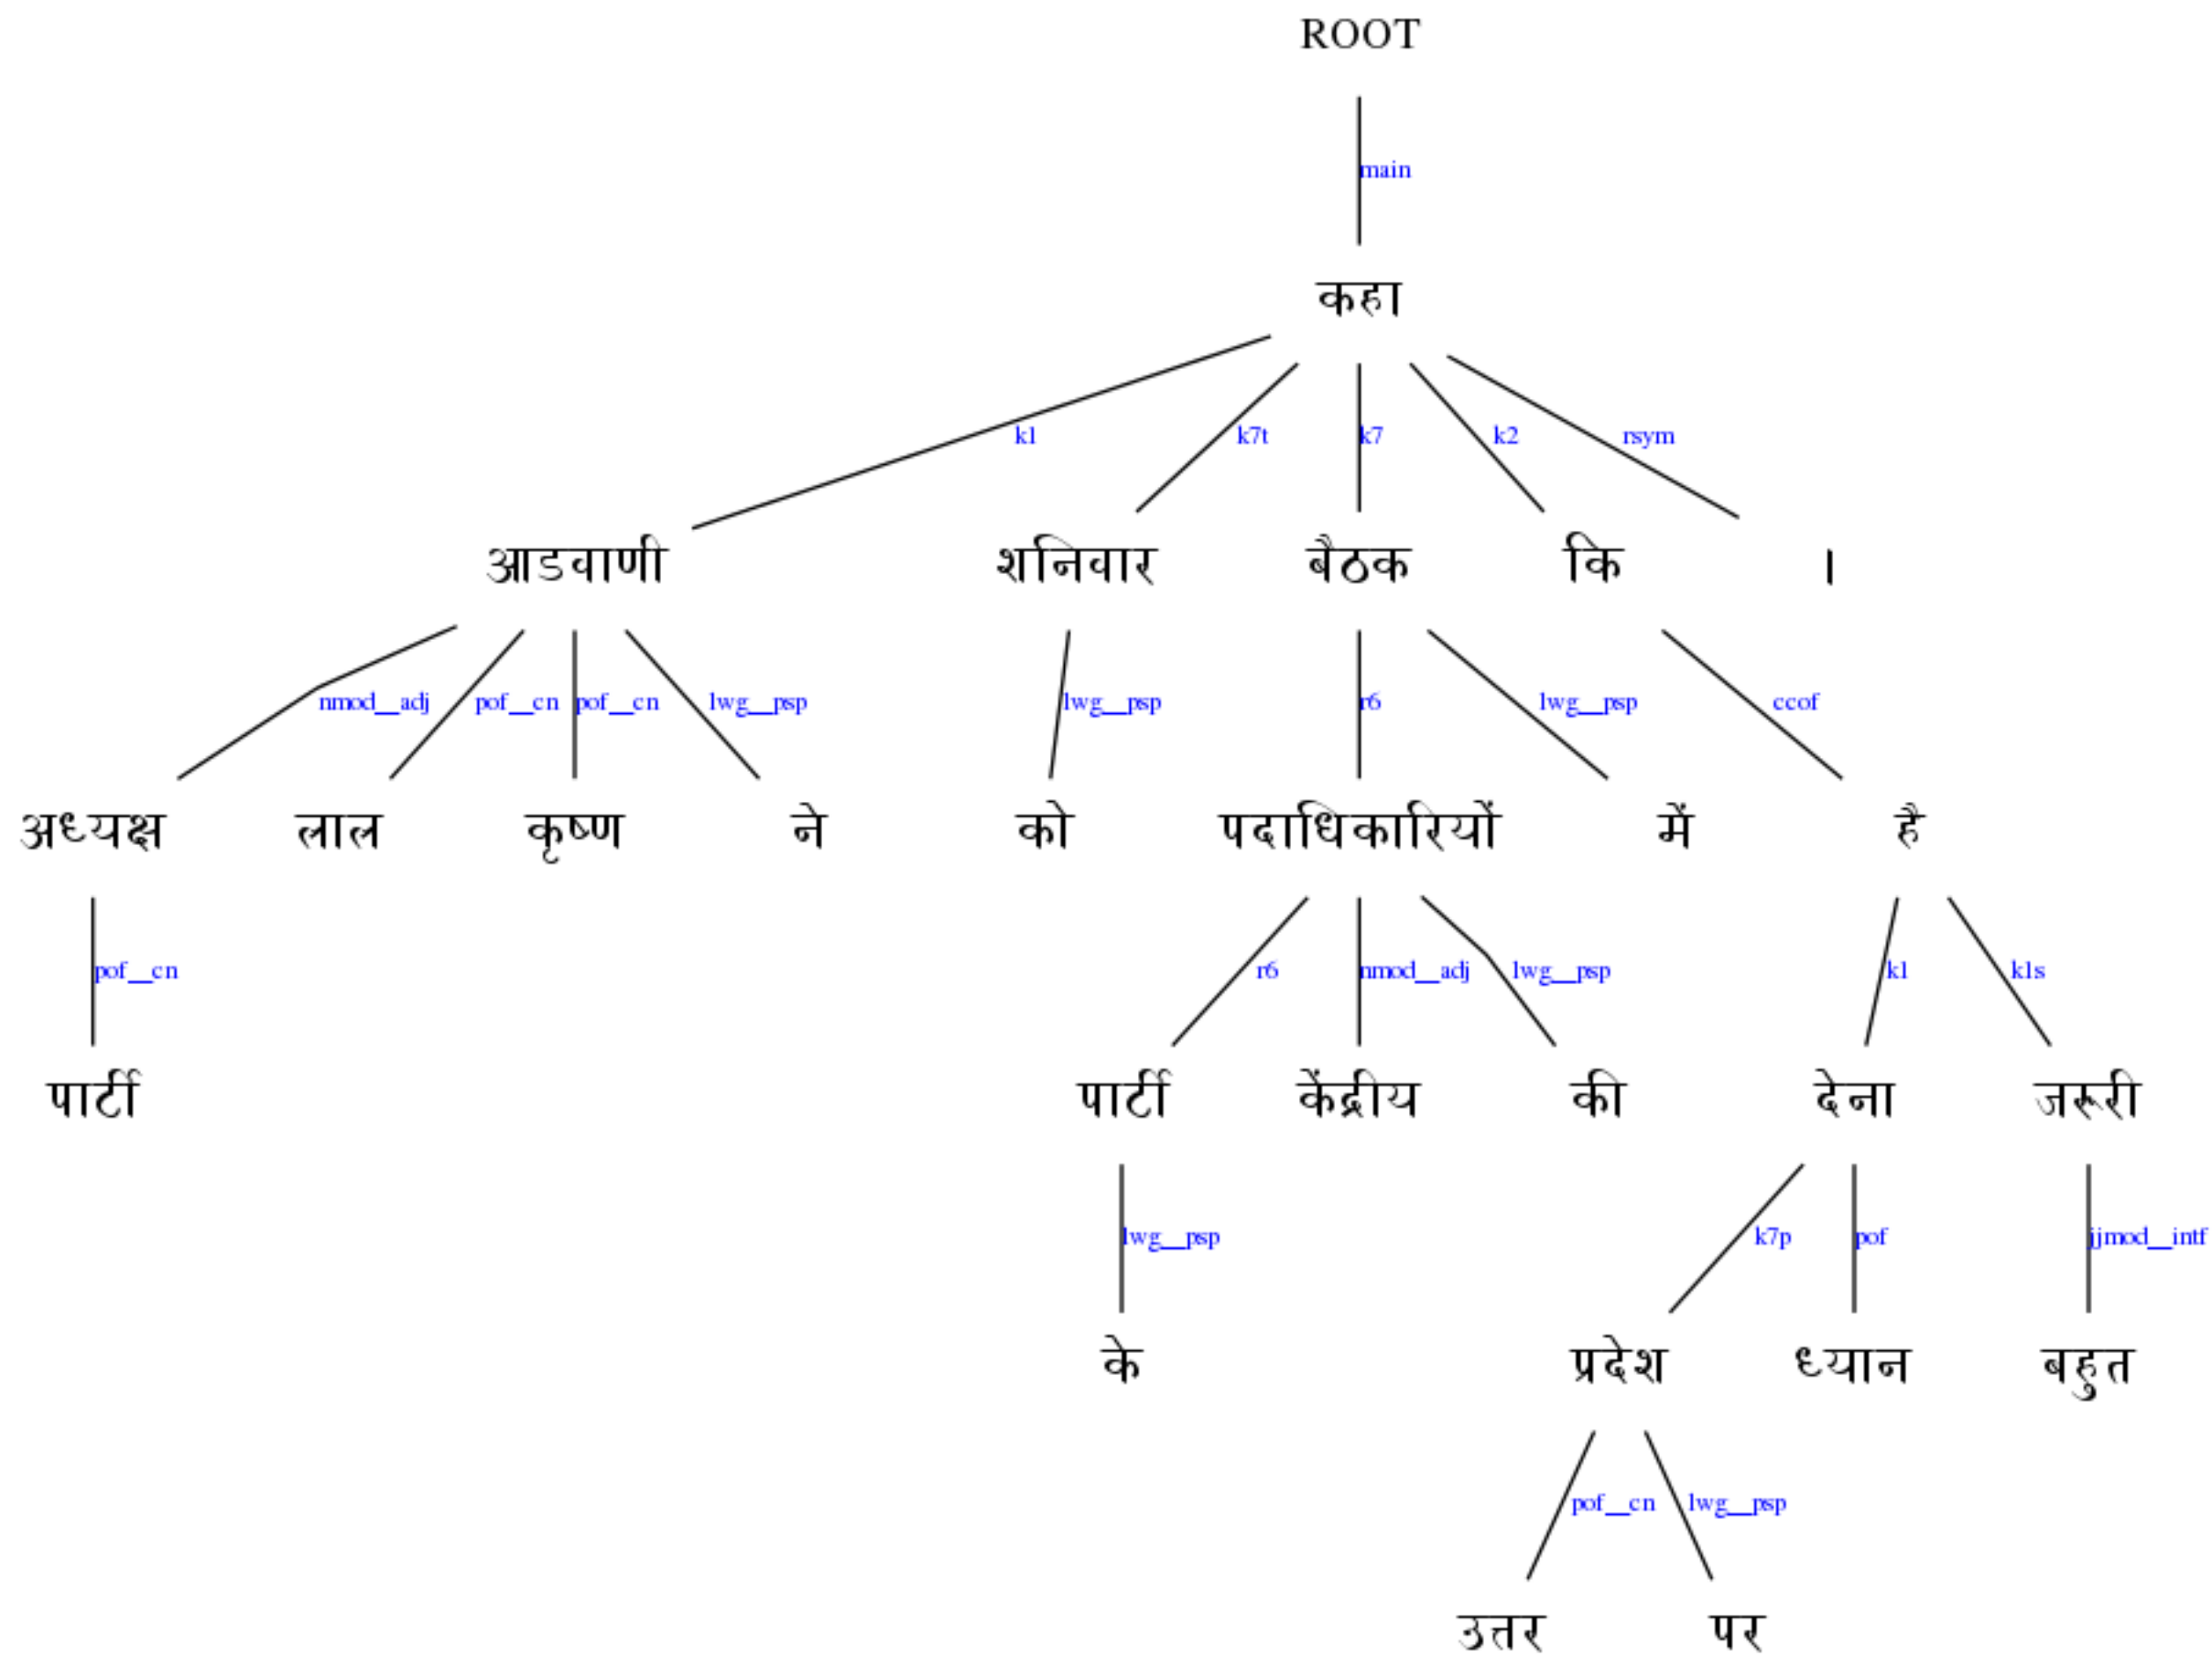 ROOT
main
कहा
k1 k7t k7 k2 rsym
आडवाणी शनिवार बैठक कि ।
nmod__adj pof__cn pof__cn lwg__psp lwg__psp r6 lwg__psp ccof
अध्यक्ष लाल कृष्ण ने को पदाधिकारियों में है
pof__cn r6 nmod__adj lwg__psp k1 k1s
पार्टी पार्टी केंद्रीय की देना जरूरी
lwg__psp k7p pof jjmod__intf
के प्रदेश ध्यान बहुत
pof__cn lwg__psp
उत्तर पर